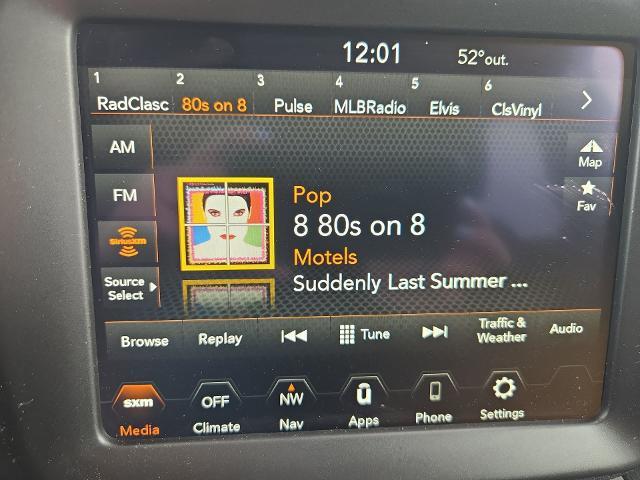 12:01 52°out.
1 2 3 4 5 6
RadClasc 80s on 8 Pulse MLBRadio Elvis ClsVinyl
AM
Map
FM
Fav
Pop
8 80s on 8
SiriusXM
Motels
Source
Select
Suddenly Last Summer ...
Browse Replay Tune Traffic &
Weather Audio
sxm OFF NW
Media Climate Nav Apps Phone Settings